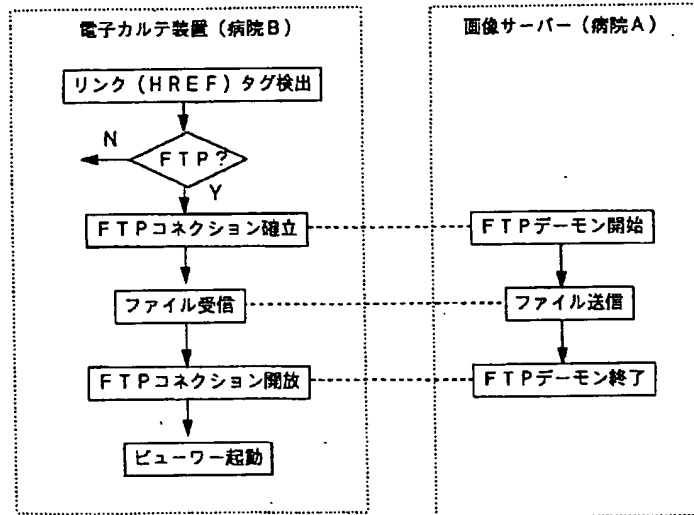 電子カルテ装置（病院Ｂ）
リンク（ＨＲＥＦ）タグ検出
Ｎ
ＦＴＰ？
Ｙ
ＦＴＰコネクション確立
ファイル受信
ＦＴＰコネクション開放
ビューワー起動
画像サーバー（病院Ａ）
ＦＴＰデーモン開始
ファイル送信
ＦＴＰデーモン終了